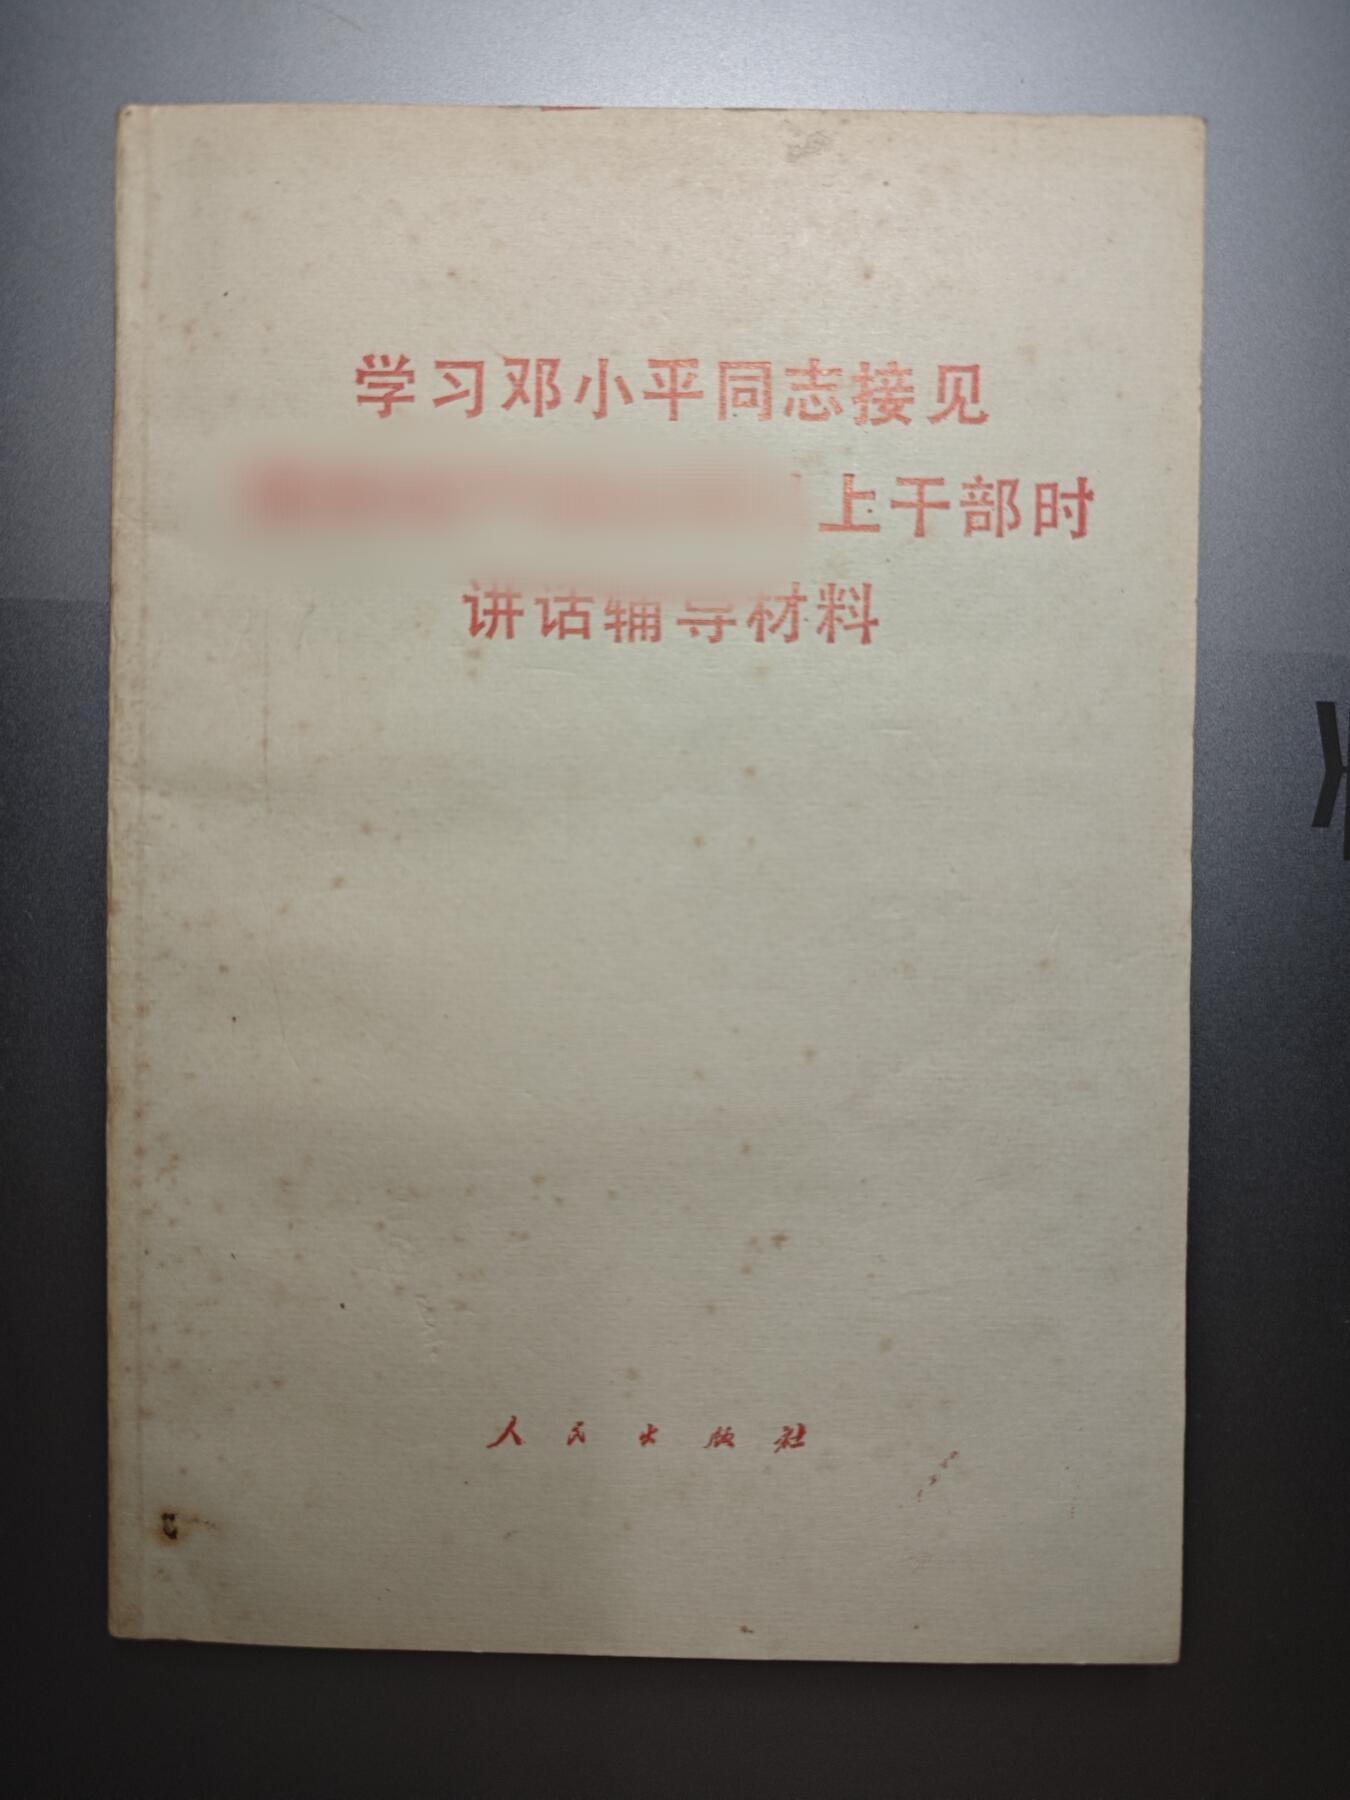 学习邓小平同志接见
上干部时
讲话辅导材料
人民出版社